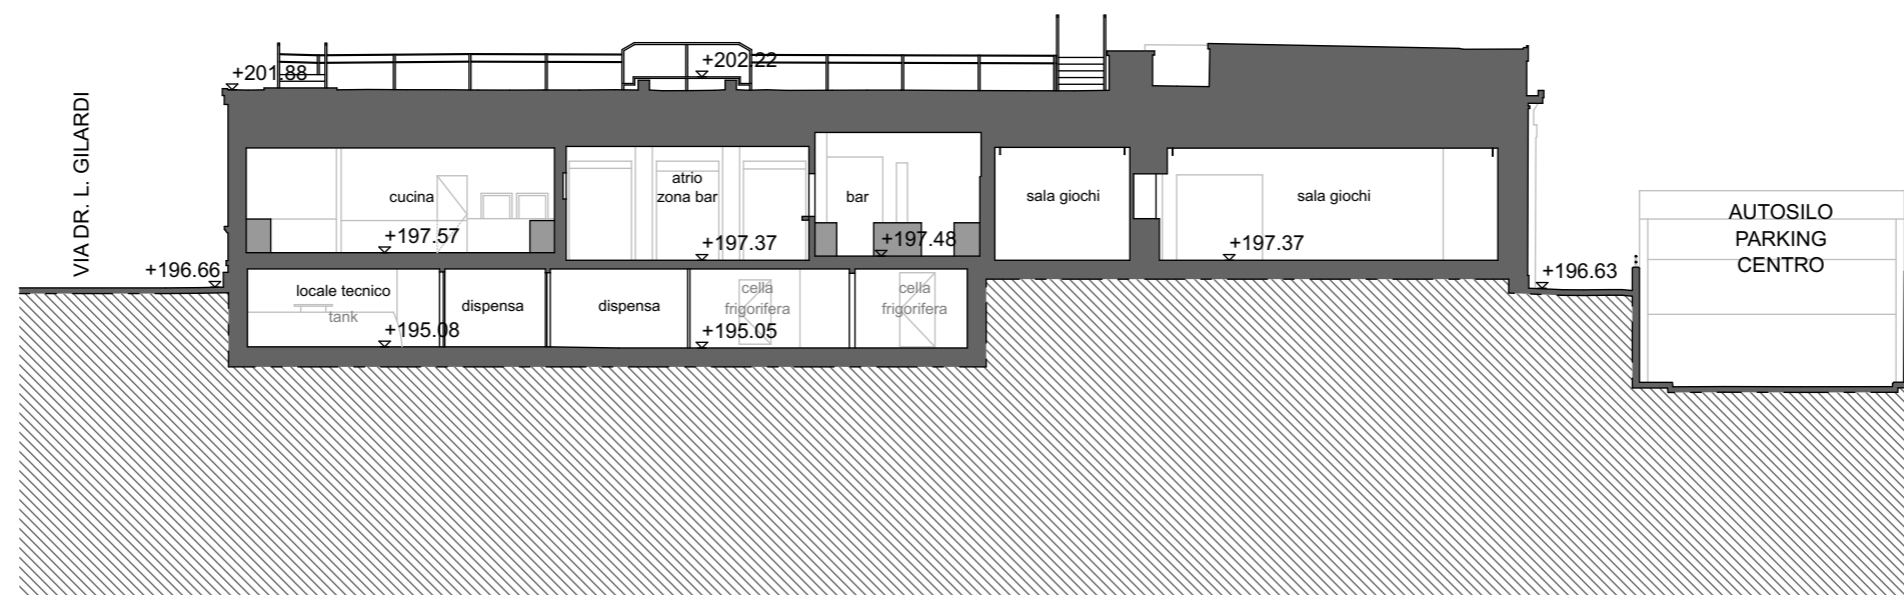 +202.22
+201.88
VIA DR. L. GILARDI
cucina
atrio
zona bar
bar
sala giochi
sala giochi
+197.57
+197.37
+197.48
+197.37
+196.66
+196.63
AUTOSILO
PARKING
CENTRO
locale tecnico
tank
dispensa
dispensa
cella
frigorifera
cella
frigorifera
+195.08
+195.05